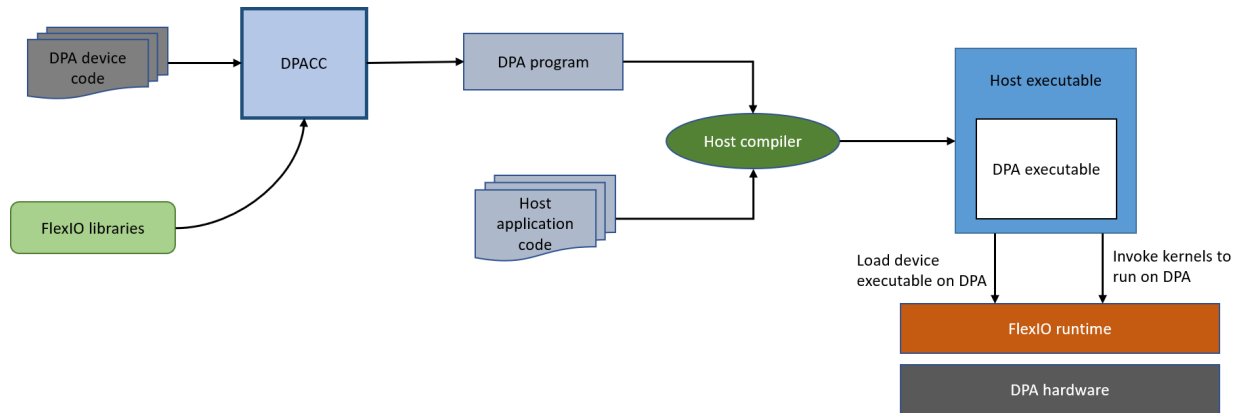 DPA device
code
DPACC
DPA program
Host executable
DPA executable
Host compiler
FlexIO libraries
Host
application
code
Load device
executable on DPA
Invoke kernels to
run on DPA
FlexIO runtime
DPA hardware